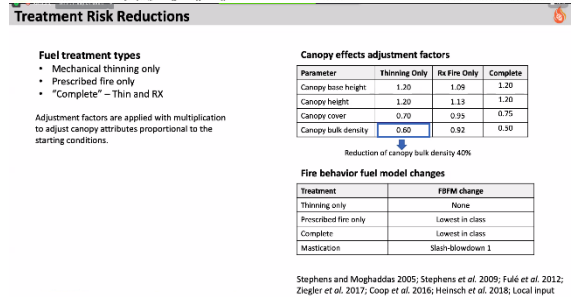 Treatment Risk Reductions
Fuel treatment types
• Mechanical thinning only
• Prescribed fire only
• "Complete" – Thin and RX
Adjustment factors are applied with multiplication
to adjust canopy attributes proportional to the
starting conditions.
Canopy effects adjustment factors
Parameter Thinning Only Rx Fire Only Complete
Canopy base height 1.20 1.09 1.20
Canopy height 1.20 1.13 1.20
Canopy cover 0.70 0.95 0.75
Canopy bulk density 0.60 0.92 0.50
Reduction of canopy bulk density 40%
Fire behavior fuel model changes
Treatment FBFM change
Thinning only None
Prescribed fire only Lowest in class
Complete Lowest in class
Mastication Slash-blowdown 1
Stephens and Moghaddas 2005; Stephens et al. 2009; Fulé et al. 2012;
Ziegler et al. 2017; Coop et al. 2016; Heinsch et al. 2018; Local input